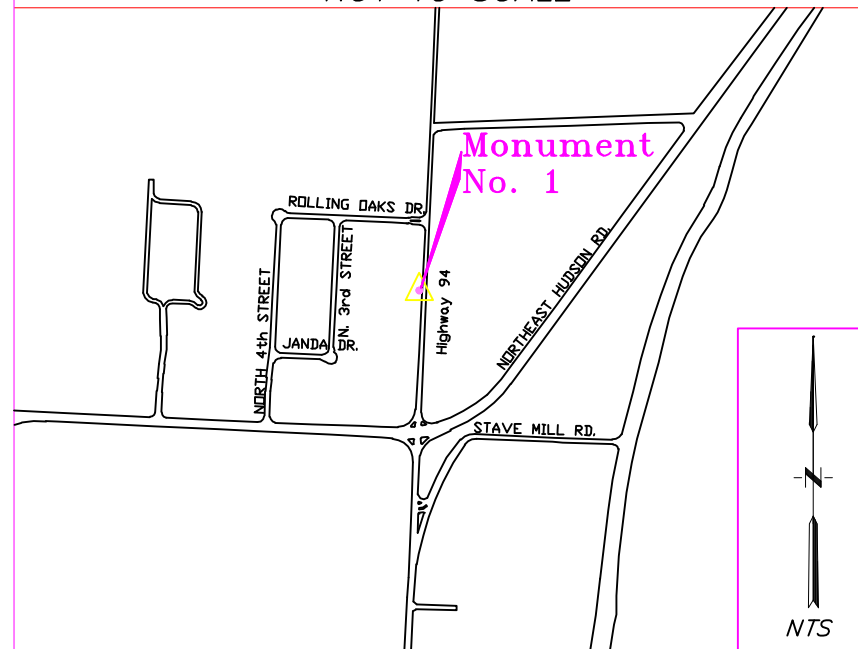 NOT TO SCALE
Monument
No. 1
ROLLING OAKS DR.
N. 3rd STREET
NORTH 4th STREET
JANDA DR.
Highway 94
NORTHEAST HUDSON RD.
STAVE MILL RD.
N
NTS